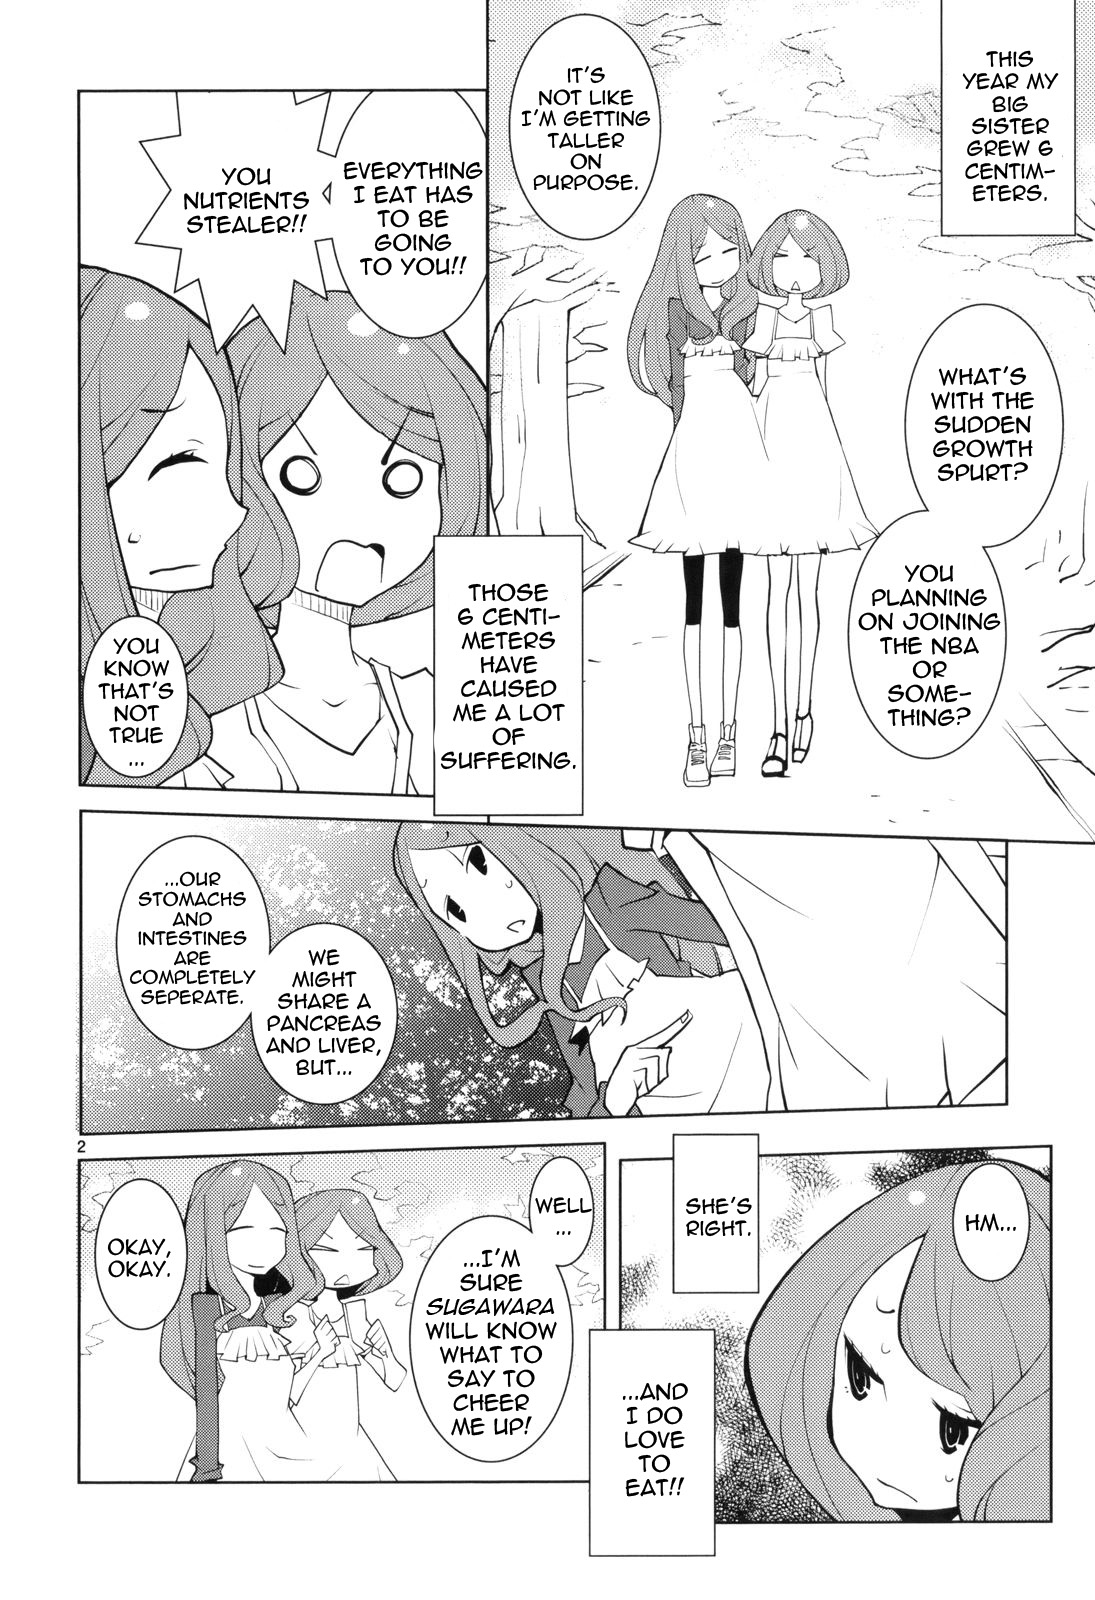 THIS
YEAR MY
BIG
SISTER
GREW 6
CENTIM-
ETERS.
IT'S
NOT LIKE
I'M GETTING
TALLER
ON
PURPOSE.
WHAT'S
WITH THE
SUDDEN
GROWTH
SPURT?
YOU
PLANNING
ON JOINING
THE NBA
OR
SOME-
THING?
EVERYTHING
I EAT HAS
TO BE
GOING
TO YOU!!
YOU
NUTRIENTS
STEALER!!
THOSE
6 CENTI-
METERS
HAVE
CAUSED
ME A LOT
OF
SUFFERING.
YOU
KNOW
THAT'S
NOT
TRUE
...
WE
MIGHT
SHARE A
PANCREAS
AND LIVER,
BUT...
...OUR
STOMACHS
AND
INTESTINES
ARE
COMPLETELY
SEPERATE.
2
HM...
SHE'S
RIGHT.
...AND
I DO
LOVE
TO
EAT!!
WELL
...
...I'M
SURE
SUGAWARA
WILL KNOW
WHAT TO
SAY TO
CHEER
ME UP!
OKAY,
OKAY.